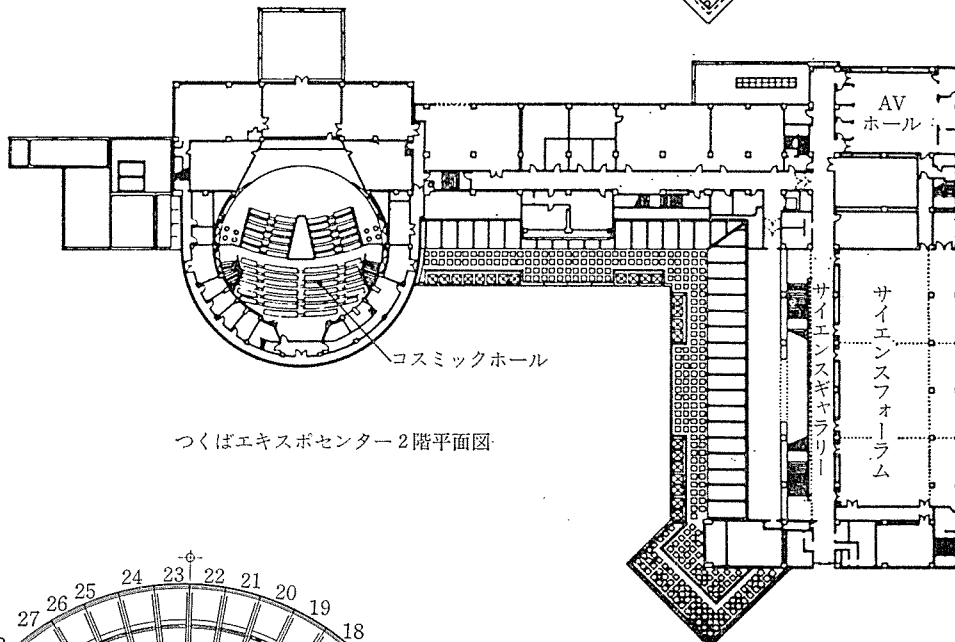 AV
ホール
サイエンスギャラリー
サイエンスフォーラム
コスミックホール
つくばエキスポセンター2階平面図
27 26 25 24 23 22 21 20 19 18